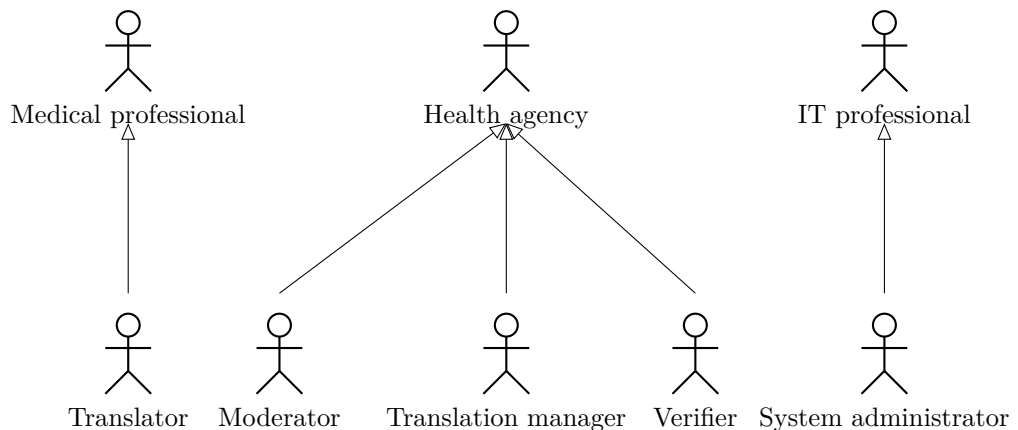 Medical professional
Health agency
IT professional
Translator
Moderator
Translation manager
Verifier
System administrator